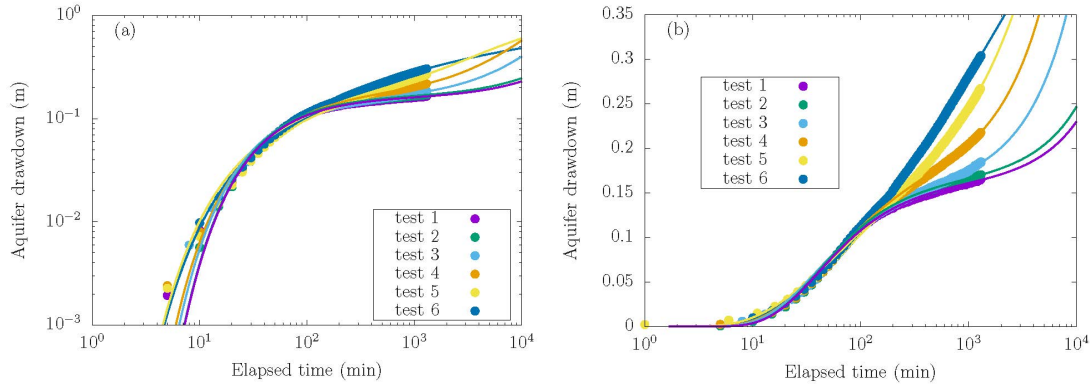 (a)
Aquifer drawdown (m)
10^0
10^-1
10^-2
10^-3
test 1
test 2
test 3
test 4
test 5
test 6
10^0 10^1 10^2 10^3 10^4
Elapsed time (min)
(b)
Aquifer drawdown (m)
0.35
0.3
0.25
0.2
0.15
0.1
0.05
0
test 1
test 2
test 3
test 4
test 5
test 6
10^0 10^1 10^2 10^3 10^4
Elapsed time (min)